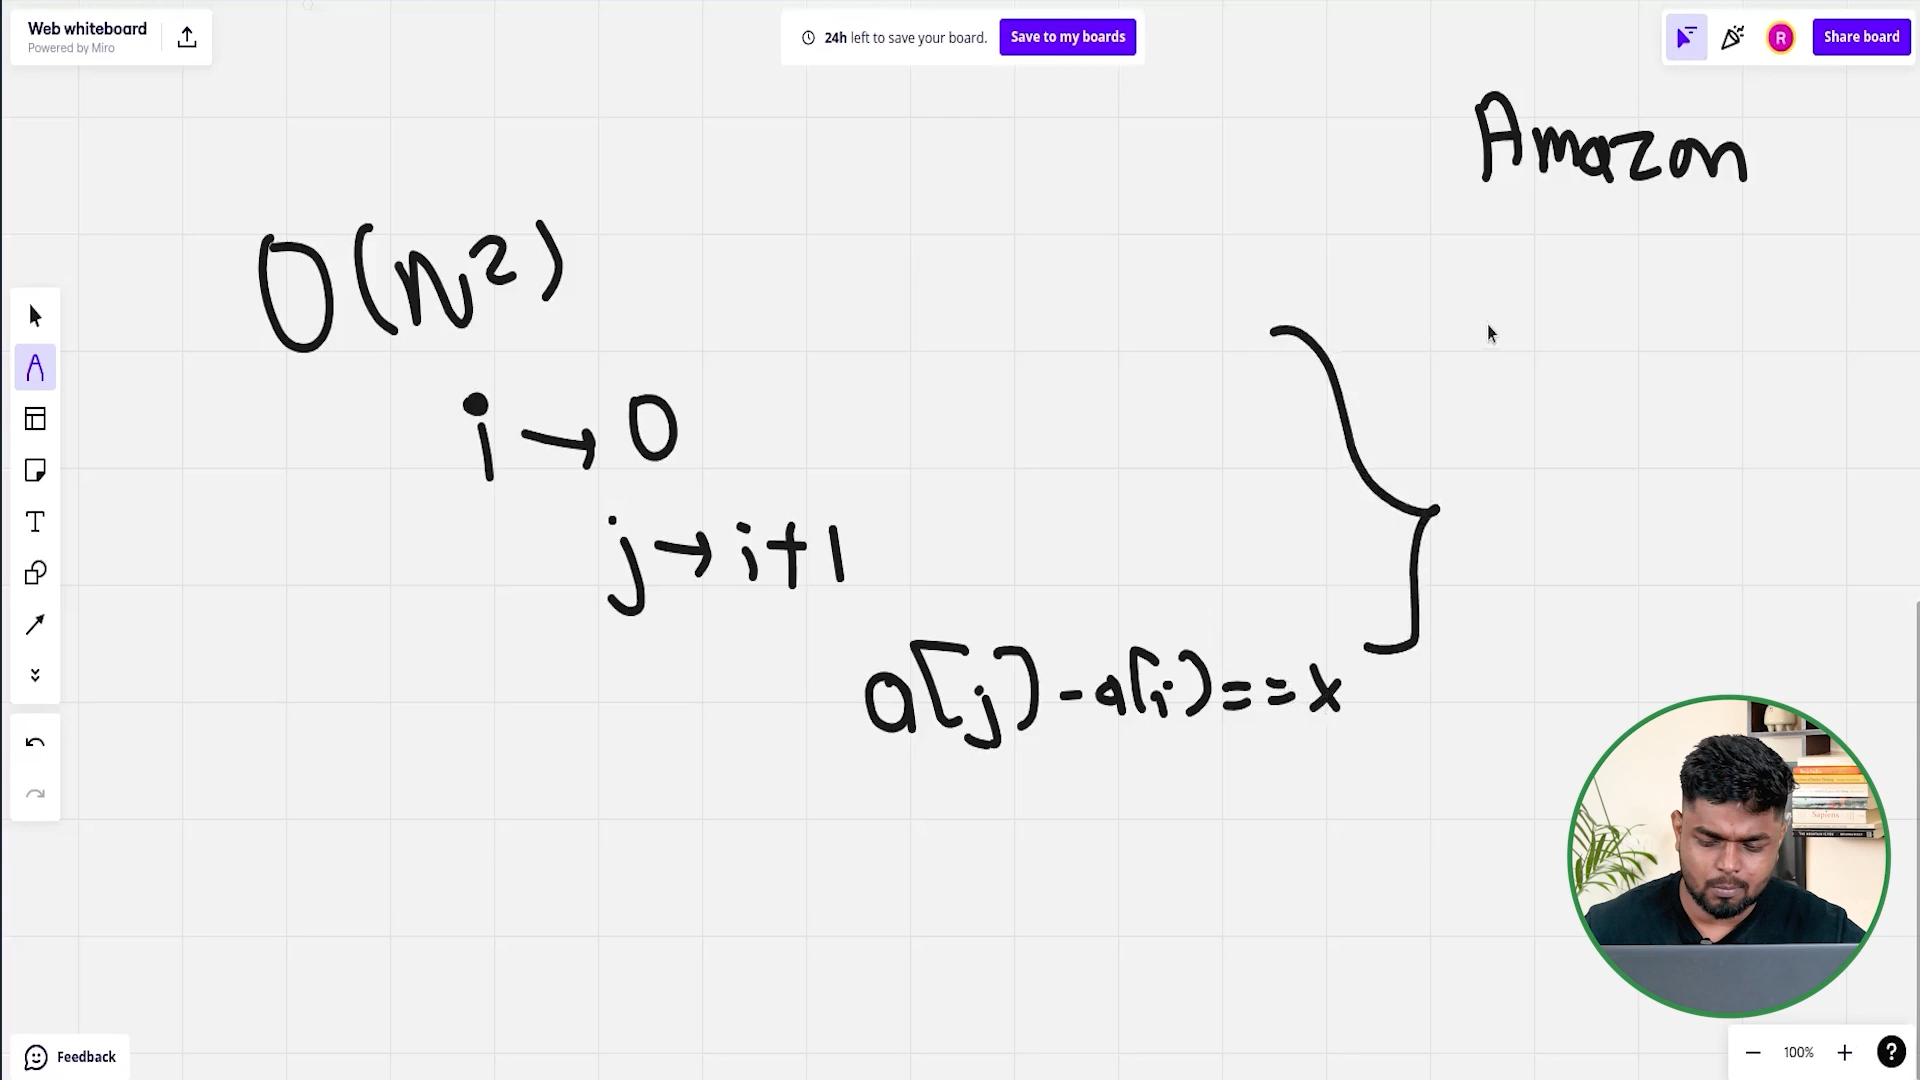 Web whiteboard
Powered by Miro
24h left to save your board.
Save to my boards
R
Share board
Amazon
O(n²)
i → 0
j → i+1
a[j] - a[i] == x
Sapiens
Feedback
100%
?